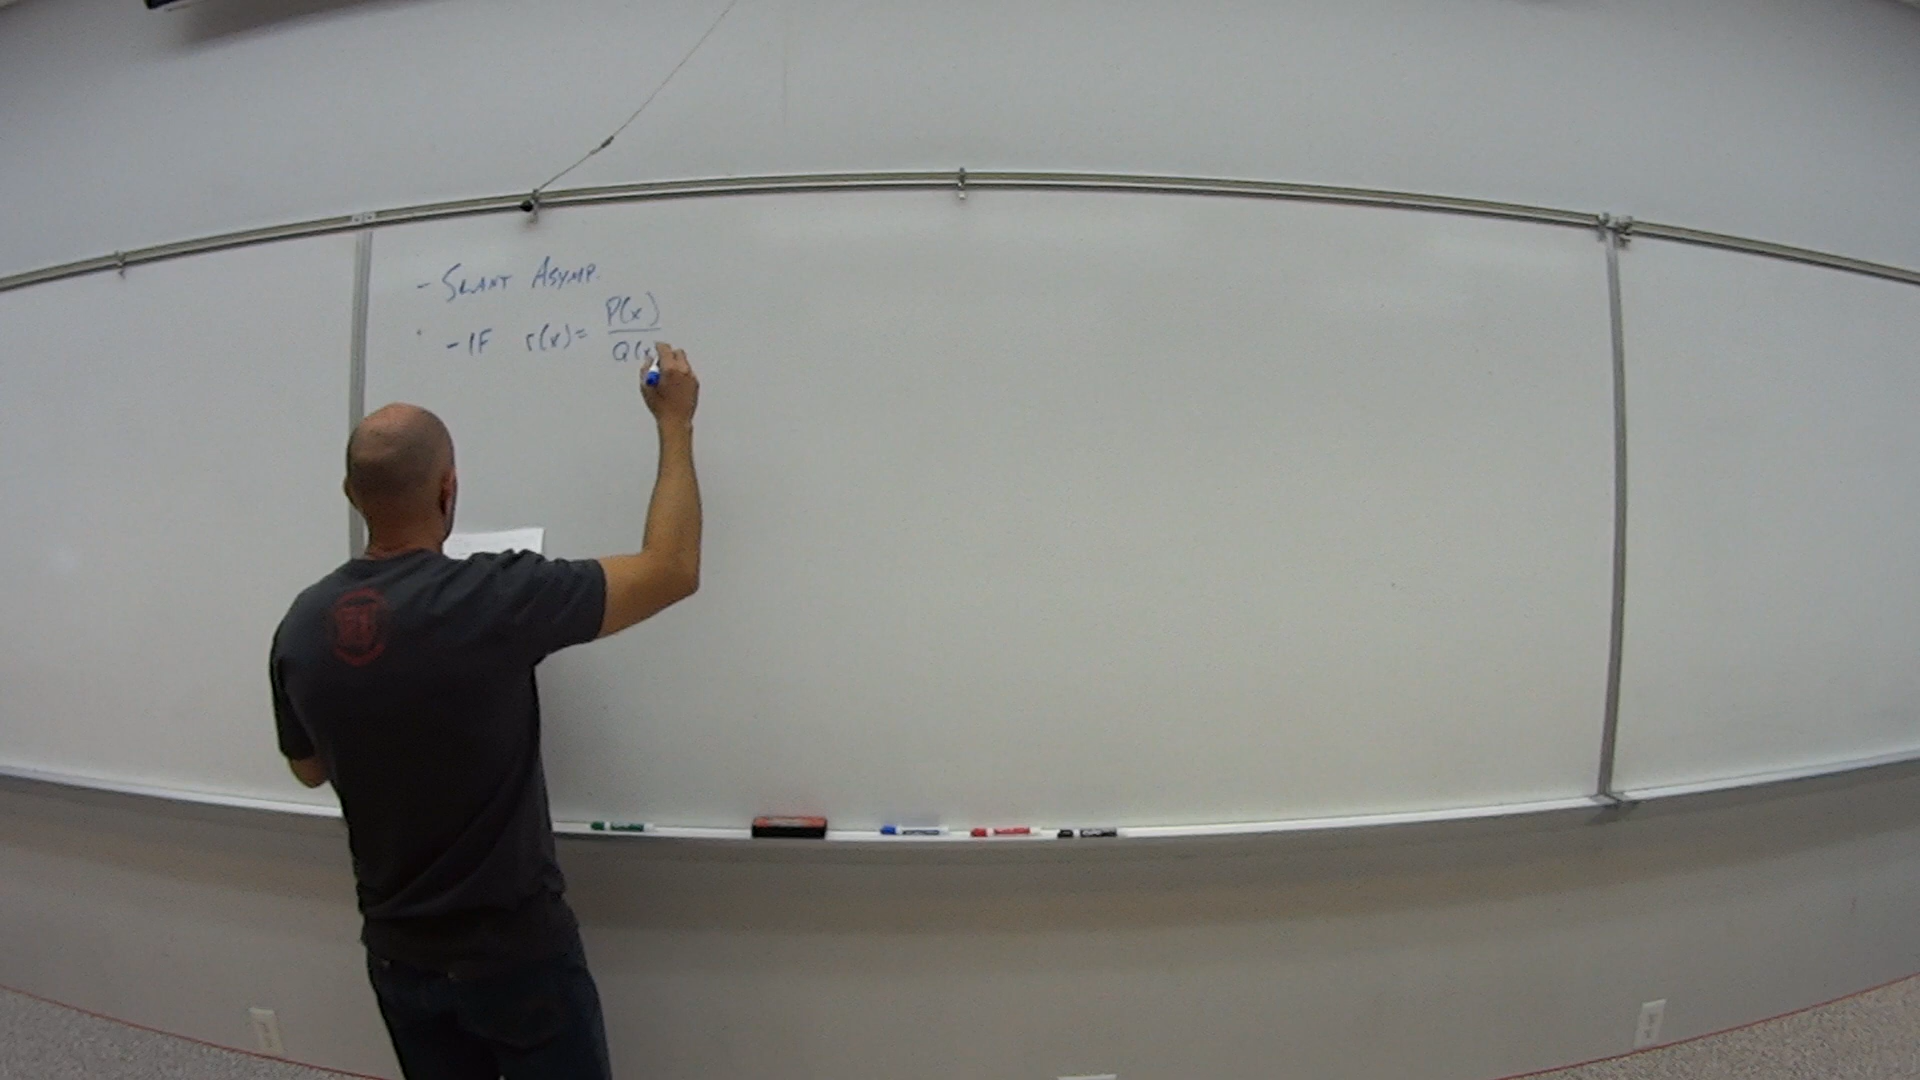 - SLANT ASYMP.
- IF r(x) = P(x)
Q(x